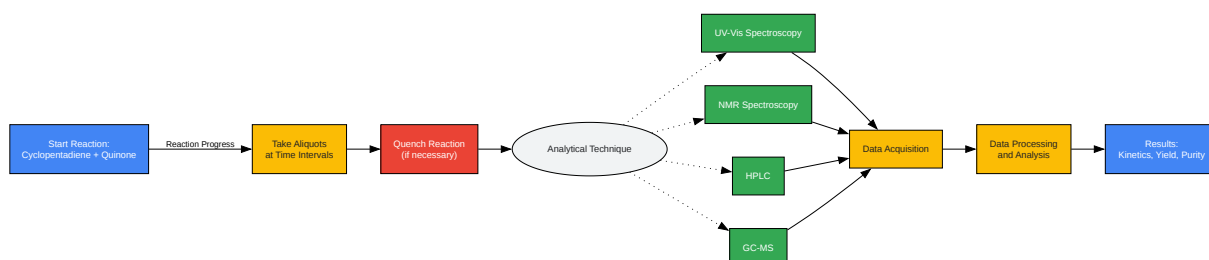 Start Reaction:
Cyclopentadiene + Quinone
Reaction Progress
Take Aliquots
at Time Intervals
Quench Reaction
(if necessary)
Analytical Technique
UV-Vis Spectroscopy
NMR Spectroscopy
HPLC
GC-MS
Data Acquisition
Data Processing
and Analysis
Results:
Kinetics, Yield, Purity